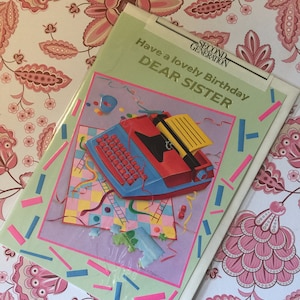 SECOND
GENERATION
Have a lovely Birthday
DEAR SISTER